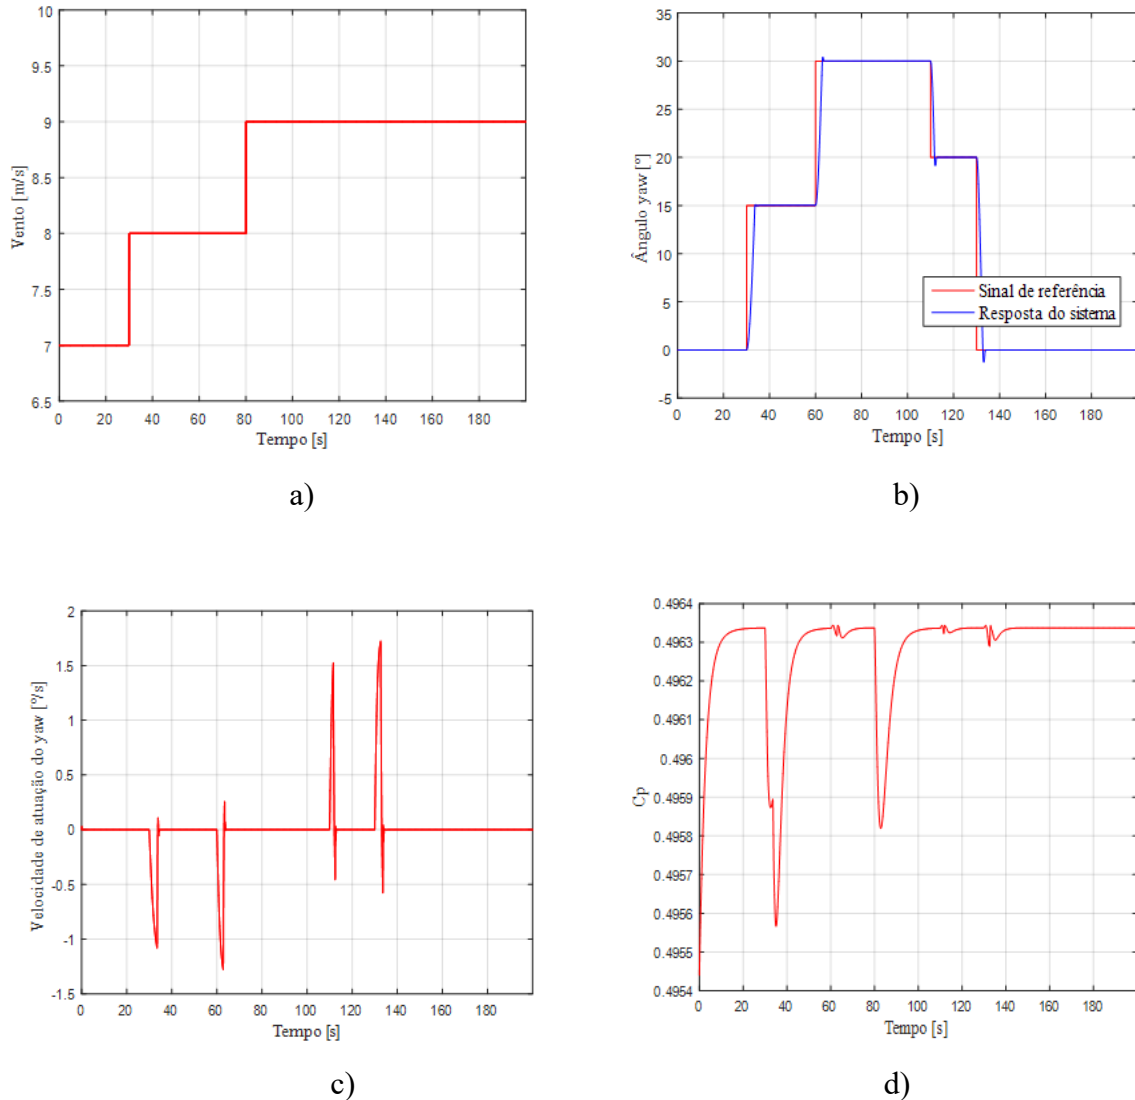 10
9.5
9
8.5
8
7.5
7
6.5
0 20 40 60 80 100 120 140 160 180
Vento [m/s]
Tempo [s]
a)
35
30
25
20
15
10
5
0
-5
0 20 40 60 80 100 120 140 160 180
Ângulo yaw [º]
Tempo [s]
Sinal de referência
Resposta do sistema
b)
2
1.5
1
0.5
0
-0.5
-1
-1.5
0 20 40 60 80 100 120 140 160 180
Velocidade de atuação do yaw [º/s]
Tempo [s]
c)
0.4964
0.4963
0.4962
0.4961
0.496
0.4959
0.4958
0.4957
0.4956
0.4955
0.4954
0 20 40 60 80 100 120 140 160 180
Cp
Tempo [s]
d)